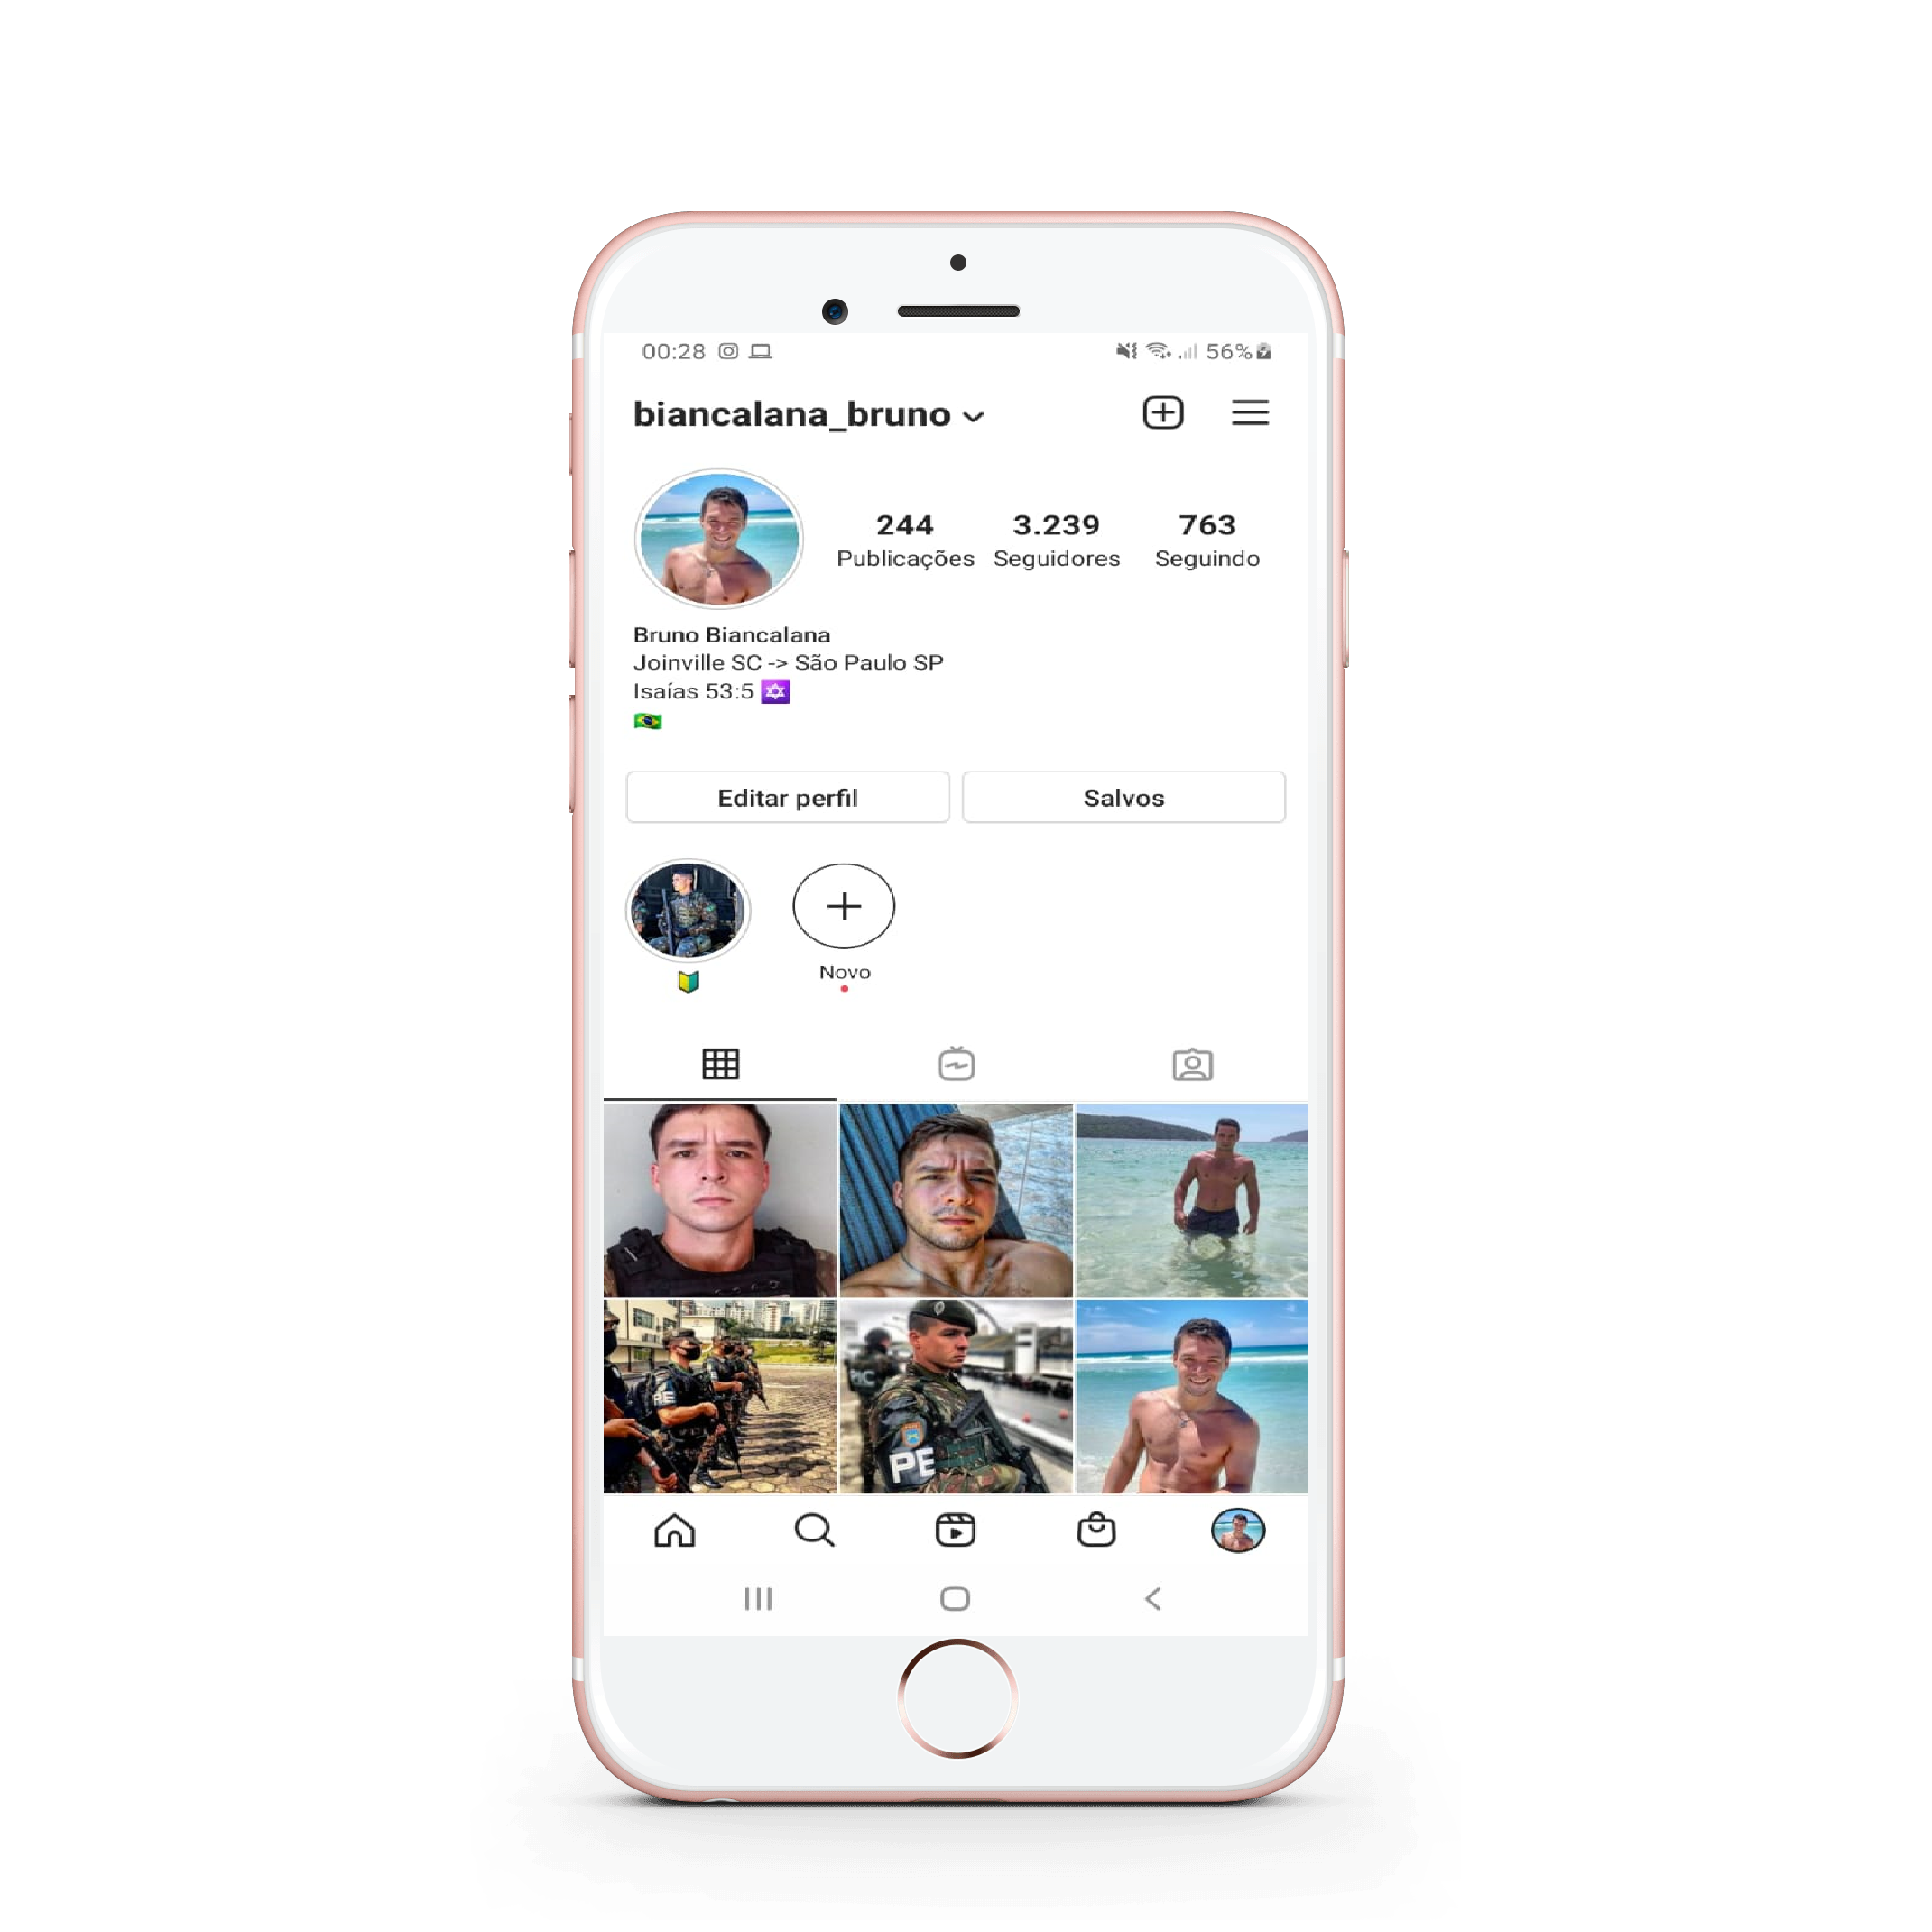 00:28 56%
biancalana_bruno
244 3.239 763
Publicações Seguidores Seguindo
Bruno Biancalana
Joinville SC -> São Paulo SP
Isaías 53:5
Editar perfil Salvos
Novo
PE
PIC
PE